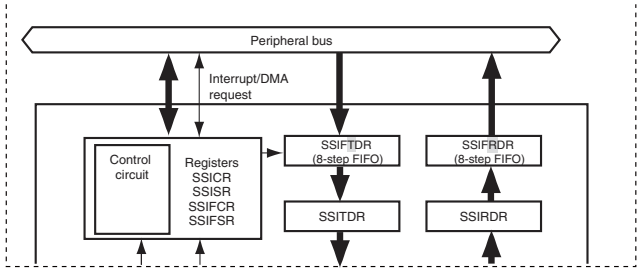 Peripheral bus
Interrupt/DMA
request
Control
circuit
Registers
SSICR
SSISR
SSIFCR
SSIFSR
SSIFTDR
(8-step FIFO)
SSIFRDR
(8-step FIFO)
SSITDR
SSIRDR